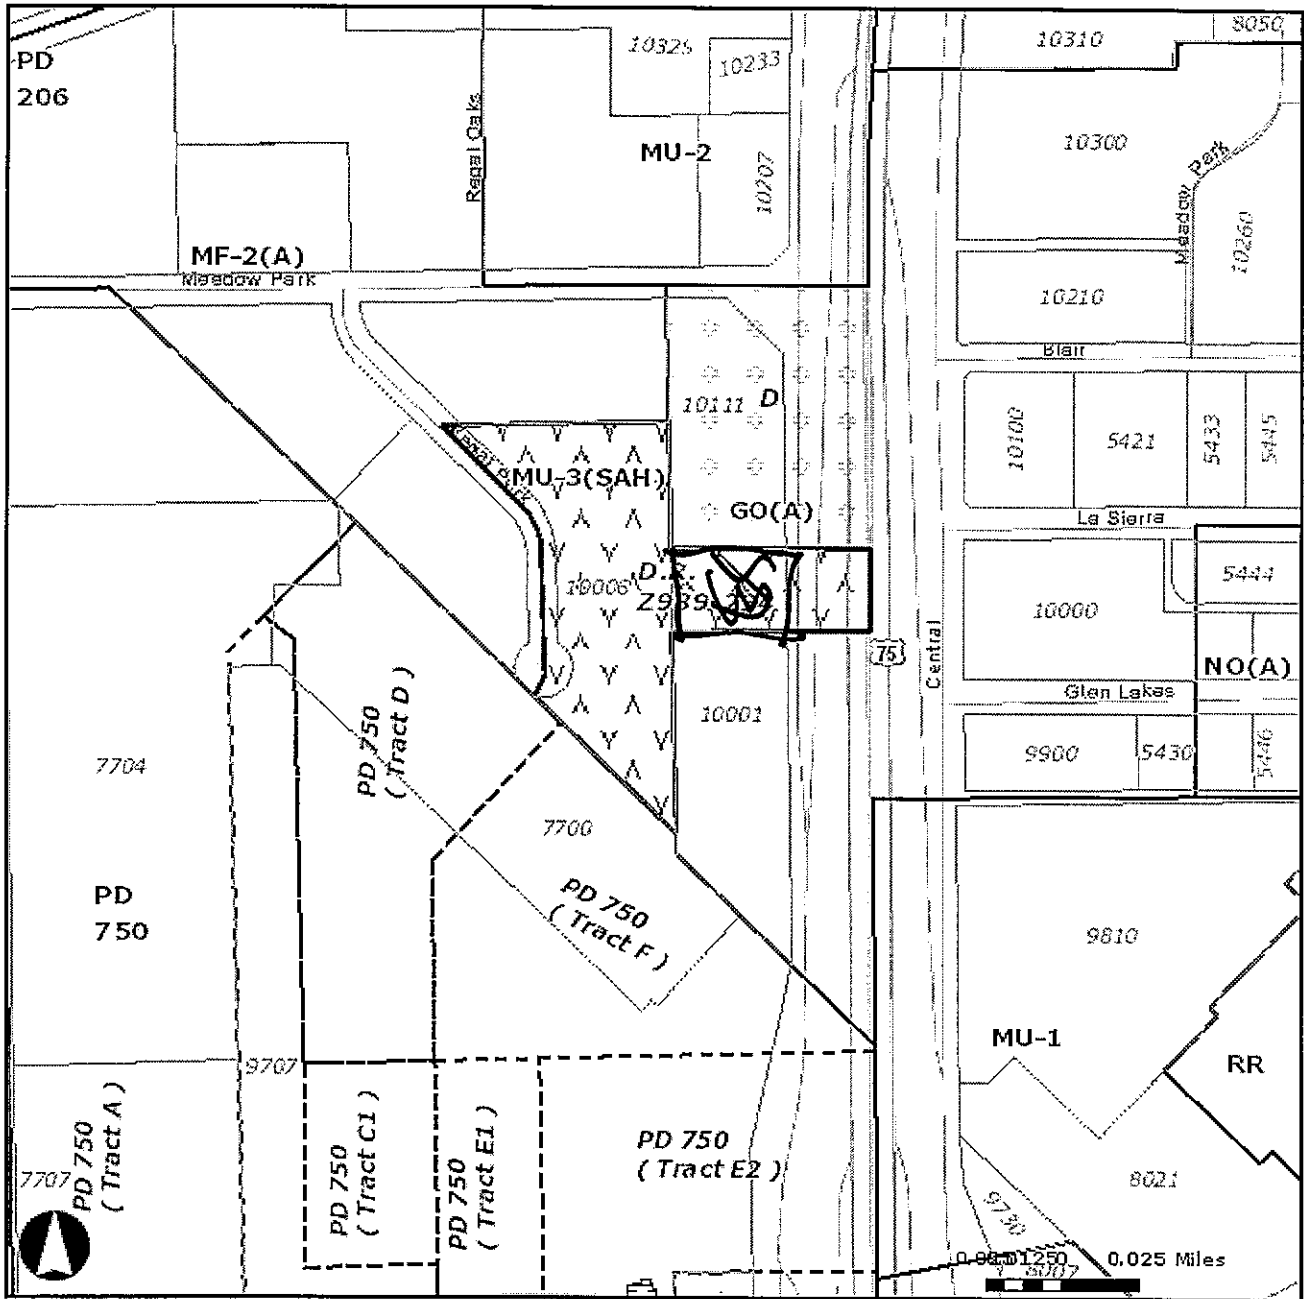 PD
206
10233
10310
8050
MU-2
Regal Oaks
10207
10300
Meadow Park
10260
MF-2(A)
Meadow Park
10210
Blair
10111
D
10100
5421
5433
5445
MU-3(SAH)
GO(A)
La Sierra
10006
5444
10000
75
Central
NO(A)
Glen Lakes
10001
9900
5430
5446
7704
PD 750
( Tract D )
7700
PD 750
( Tract F )
PD
750
9810
MU-1
RR
9707
PD 750
( Tract A )
7707
PD 750
( Tract C1 )
PD 750
( Tract E1 )
PD 750
( Tract E2 )
8021
9730
8007
0.025 Miles